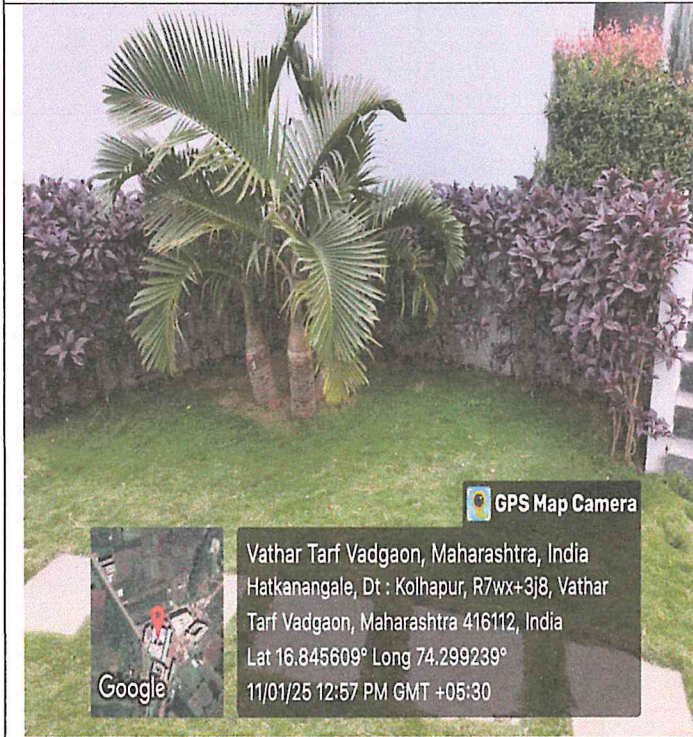 GPS Map Camera
Vathar Tarf Vadgaon, Maharashtra, India
Hatkanangale, Dt : Kolhapur, R7wx+3j8, Vathar
Tarf Vadgaon, Maharashtra 416112, India
Lat 16.845609° Long 74.299239°
11/01/25 12:57 PM GMT +05:30
Google